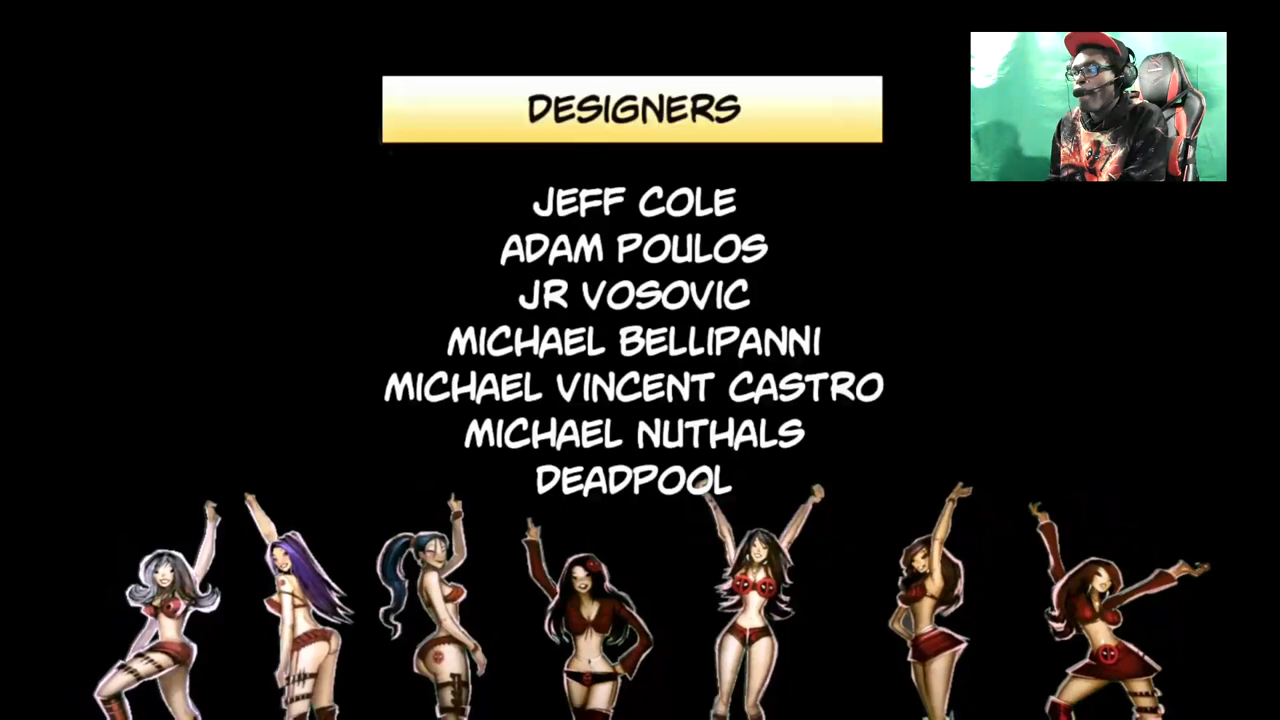 DESIGNERS
JEFF COLE
ADAM POULOS
JR VOSOVIC
MICHAEL BELLIPANNI
MICHAEL VINCENT CASTRO
MICHAEL NUTHALS
DEADPOOL